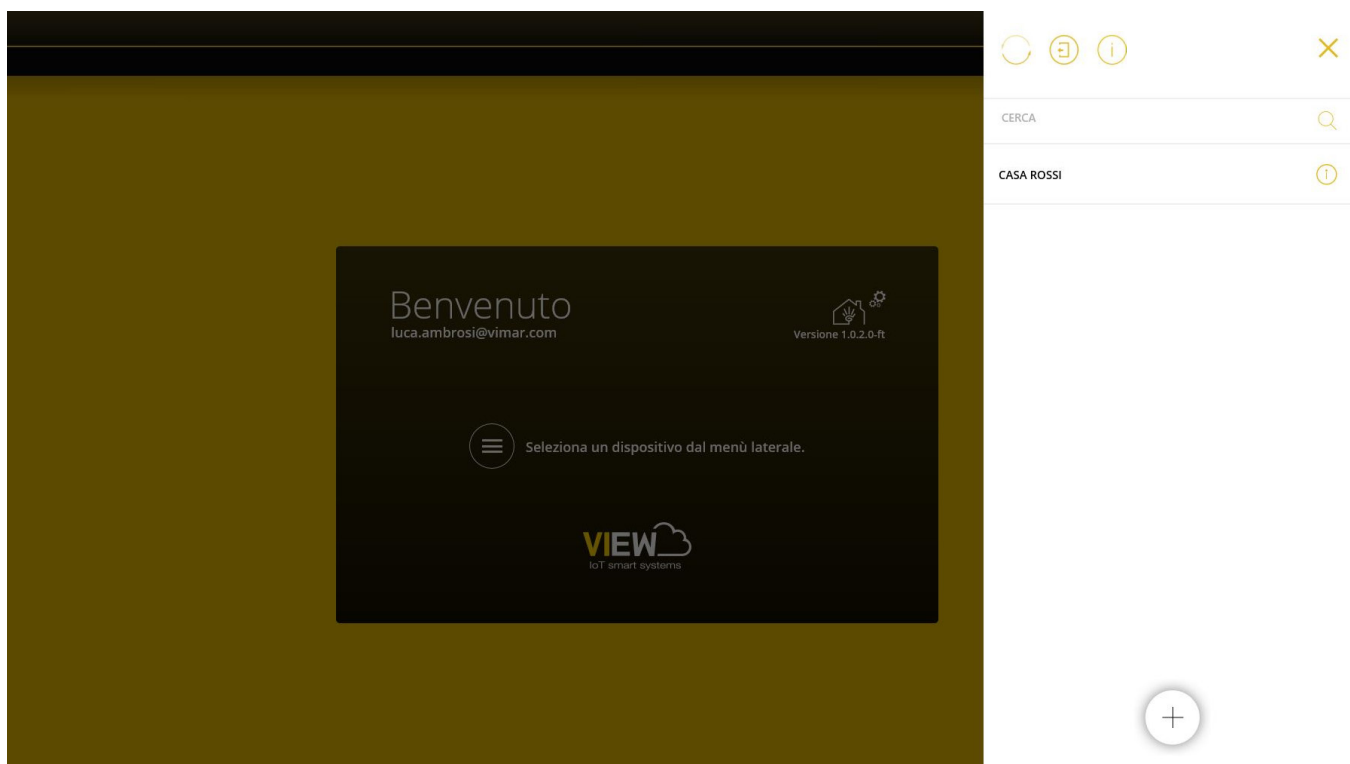 CERCA
CASA ROSSI
Benvenuto
luca.ambrosi@vimar.com
Versione 1.0.2.0-ft
Seleziona un dispositivo dal menù laterale.
VIEW
IoT smart systems